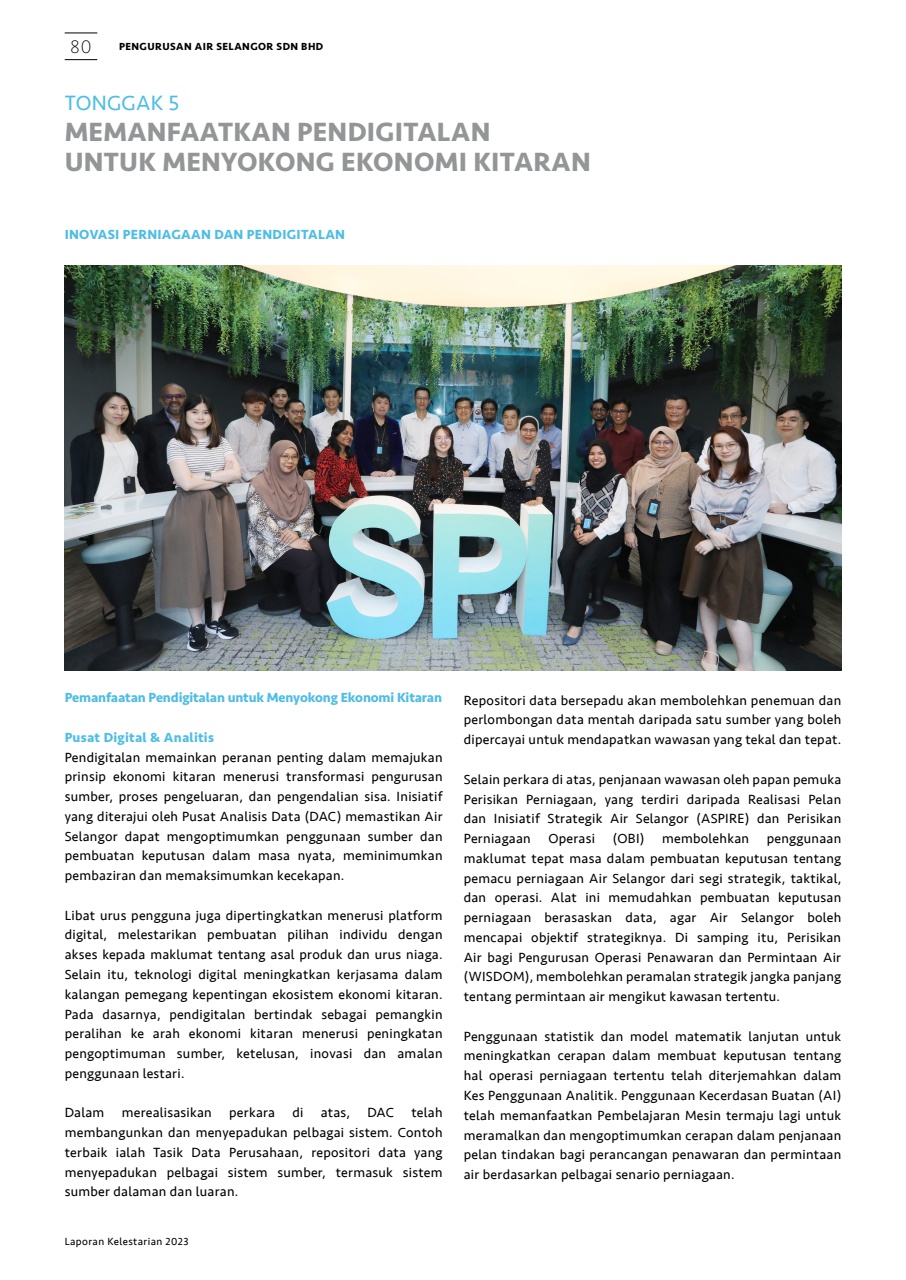 80
PENGURUSAN AIR SELANGOR SDN BHD
TONGGAK 5
MEMANFAATKAN PENDIGITALAN
UNTUK MENYOKONG EKONOMI KITARAN
INOVASI PERNIAGAAN DAN PENDIGITALAN
SPI
Pemanfaatan Pendigitalan untuk Menyokong Ekonomi Kitaran
Pusat Digital & Analitis
Pendigitalan memainkan peranan penting dalam memajukan
prinsip ekonomi kitaran menerusi transformasi pengurusan
sumber, proses pengeluaran, dan pengendalian sisa. Inisiatif
yang diterajui oleh Pusat Analisis Data (DAC) memastikan Air
Selangor dapat mengoptimumkan penggunaan sumber dan
pembuatan keputusan dalam masa nyata, meminimumkan
pembaziran dan memaksimumkan kecekapan.
Libat urus pengguna juga dipertingkatkan menerusi platform
digital, melestarikan pembuatan pilihan individu dengan
akses kepada maklumat tentang asal produk dan urus niaga.
Selain itu, teknologi digital meningkatkan kerjasama dalam
kalangan pemegang kepentingan ekosistem ekonomi kitaran.
Pada dasarnya, pendigitalan bertindak sebagai pemangkin
peralihan ke arah ekonomi kitaran menerusi peningkatan
pengoptimuman sumber, ketelusan, inovasi dan amalan
penggunaan lestari.
Dalam merealisasikan perkara di atas, DAC telah
membangunkan dan menyepadukan pelbagai sistem. Contoh
terbaik ialah Tasik Data Perusahaan, repositori data yang
menyepadukan pelbagai sistem sumber, termasuk sistem
sumber dalaman dan luaran.
Repositori data bersepadu akan membolehkan penemuan dan
perlombongan data mentah daripada satu sumber yang boleh
dipercayai untuk mendapatkan wawasan yang tekal dan tepat.
Selain perkara di atas, penjanaan wawasan oleh papan pemuka
Perisikan Perniagaan, yang terdiri daripada Realisasi Pelan
dan Inisiatif Strategik Air Selangor (ASPIRE) dan Perisikan
Perniagaan Operasi (OBI) membolehkan penggunaan
maklumat tepat masa dalam pembuatan keputusan tentang
pemacu perniagaan Air Selangor dari segi strategik, taktikal,
dan operasi. Alat ini memudahkan pembuatan keputusan
perniagaan berasaskan data, agar Air Selangor boleh
mencapai objektif strategiknya. Di samping itu, Perisikan
Air bagi Pengurusan Operasi Penawaran dan Permintaan Air
(WISDOM), membolehkan peramalan strategik jangka panjang
tentang permintaan air mengikut kawasan tertentu.
Penggunaan statistik dan model matematik lanjutan untuk
meningkatkan cerapan dalam membuat keputusan tentang
hal operasi perniagaan tertentu telah diterjemahkan dalam
Kes Penggunaan Analitik. Penggunaan Kecerdasan Buatan (AI)
telah memanfaatkan Pembelajaran Mesin termaju lagi untuk
meramalkan dan mengoptimumkan cerapan dalam penjanaan
pelan tindakan bagi perancangan penawaran dan permintaan
air berdasarkan pelbagai senario perniagaan.
Laporan Kelestarian 2023